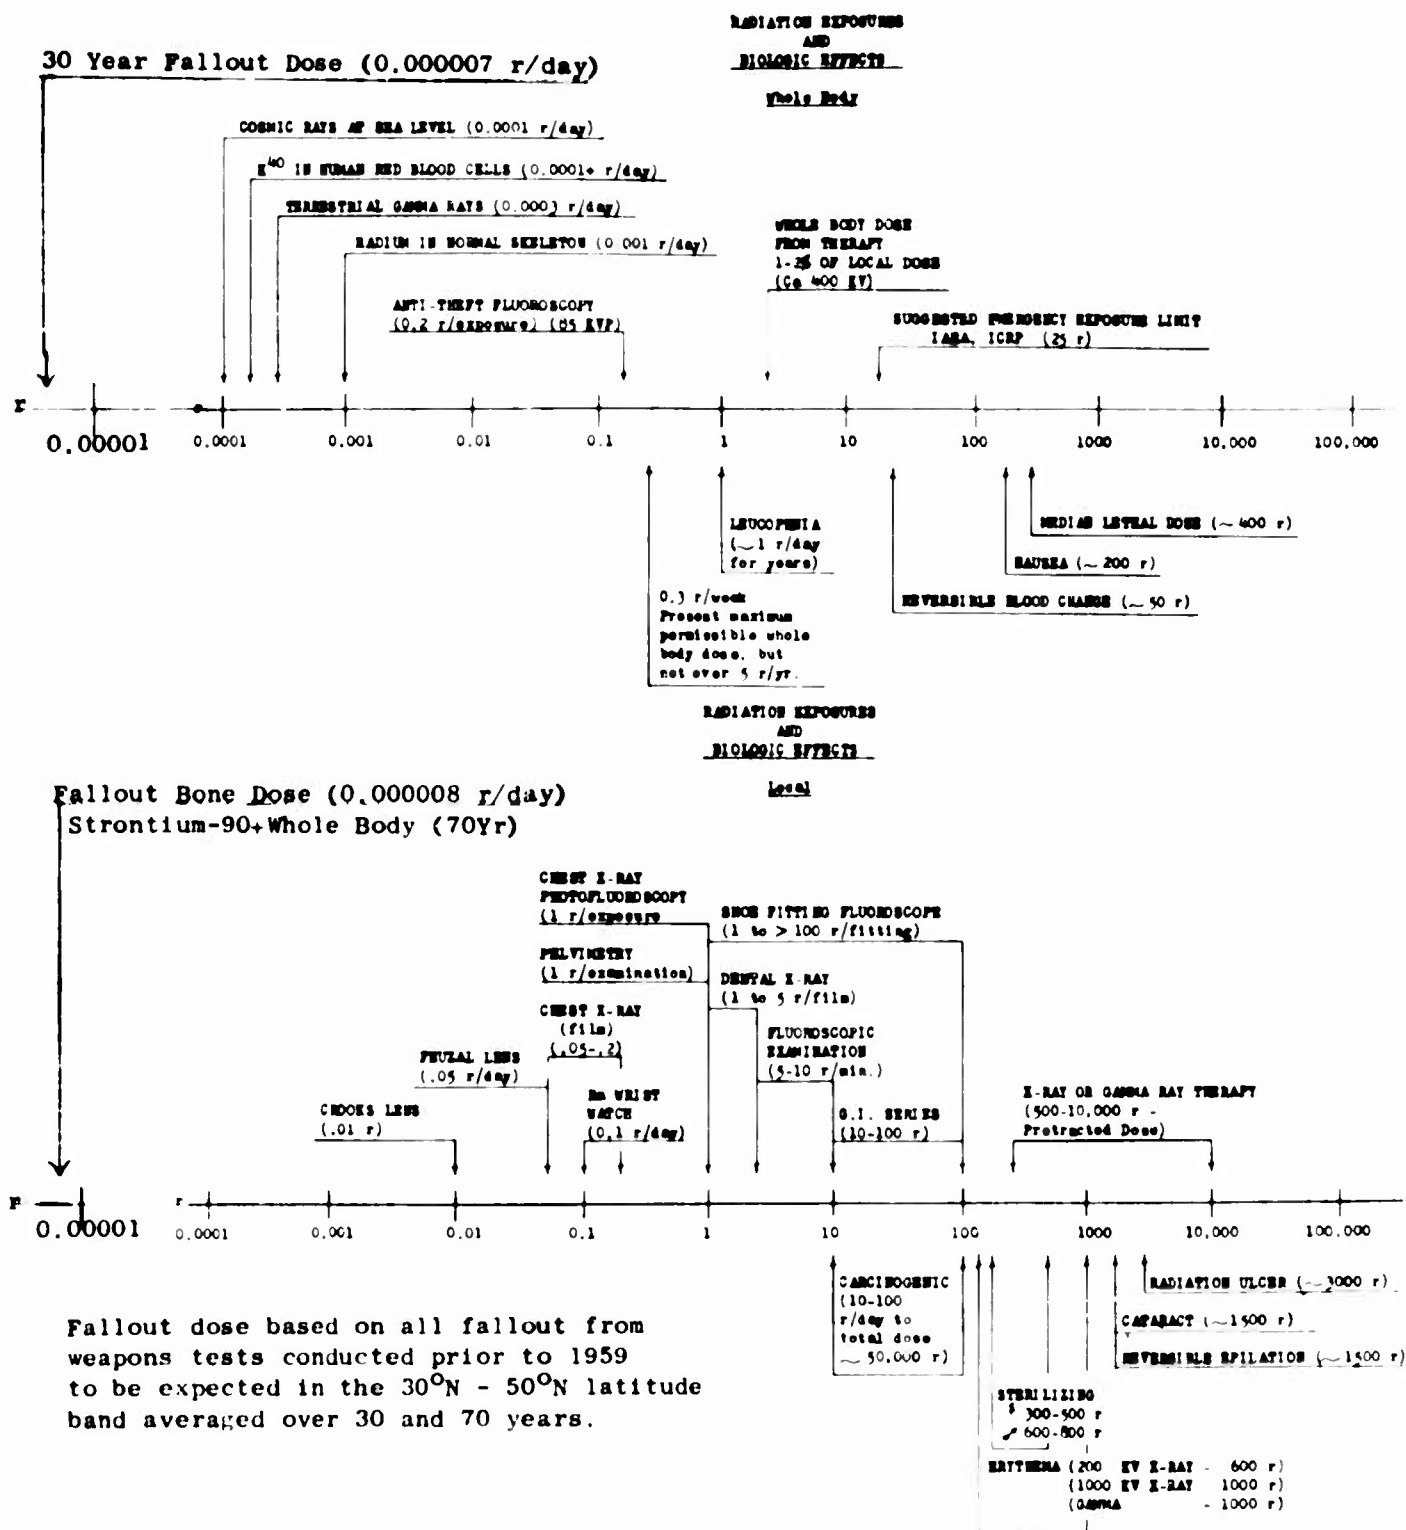 RADIATION EXPOSURES
AND
BIOLOGIC EFFECTS
Whole Body
30 Year Fallout Dose (0.000007 r/day)
COSMIC RAYS AT SEA LEVEL (0.0001 r/day)
K40 IN HUMAN RED BLOOD CELLS (0.0001+ r/day)
TERRESTRIAL GAMMA RAYS (0.0003 r/day)
RADIUM IN NORMAL SKELETON (0.001 r/day)
ANTI-THEFT FLUOROSCOPY
(0.2 r/exposure) (85 KVP)
WHOLE BODY DOSE
FROM THERAPY
1-2% OF LOCAL DOSE
(Ca 400 KV)
SUGGESTED EMERGENCY EXPOSURE LIMIT
IAEA, ICRP (25 r)
r
0.00001 0.0001 0.001 0.01 0.1 1 10 100 1000 10,000 100,000
LEUCOPENIA
(~1 r/day
for years)
0.3 r/week
Present maximum
permissible whole
body dose, but
not over 5 r/yr.
MEDIAN LETHAL DOSE (~400 r)
NAUSEA (~200 r)
REVERSIBLE BLOOD CHANGE (~50 r)
RADIATION EXPOSURES
AND
BIOLOGIC EFFECTS
Local
Fallout Bone Dose (0.000008 r/day)
Strontium-90+Whole Body (70Yr)
CHEST X-RAY
PHOTOFLUOROSCOPY
(1 r/exposure
SHOE FITTING FLUOROSCOPE
(1 to > 100 r/fitting)
PELVIMETRY
(1 r/examination)
DENTAL X-RAY
(1 to 5 r/film)
CHEST X-RAY
(film)
(.05-.2)
FLUOROSCOPIC
EXAMINATION
(5-10 r/min.)
LENS
(.05 r/day)
Ra WRIST
WATCH
(0.1 r/day)
CROOKS LENS
(.01 r)
G.I. SERIES
(10-100 r)
X-RAY OR GAMMA RAY THERAPY
(500-10,000 r -
Protracted Dose)
r
r
0.00001 0.0001 0.001 0.01 0.1 1 10 100 1000 10,000 100,000
CARCINOGENIC
(10-100
r/day to
total dose
~ 50,000 r)
RADIATION ULCER (~3000 r)
CATARACT (~1500 r)
REVERSIBLE EPILATION (~1500 r)
STERILIZING
♀ 300-500 r
♂ 600-800 r
ERYTHEMA (200 KV X-RAY - 600 r)
(1000 KV X-RAY 1000 r)
(GAMMA - 1000 r)
Fallout dose based on all fallout from
weapons tests conducted prior to 1959
to be expected in the 30°N - 50°N latitude
band averaged over 30 and 70 years.